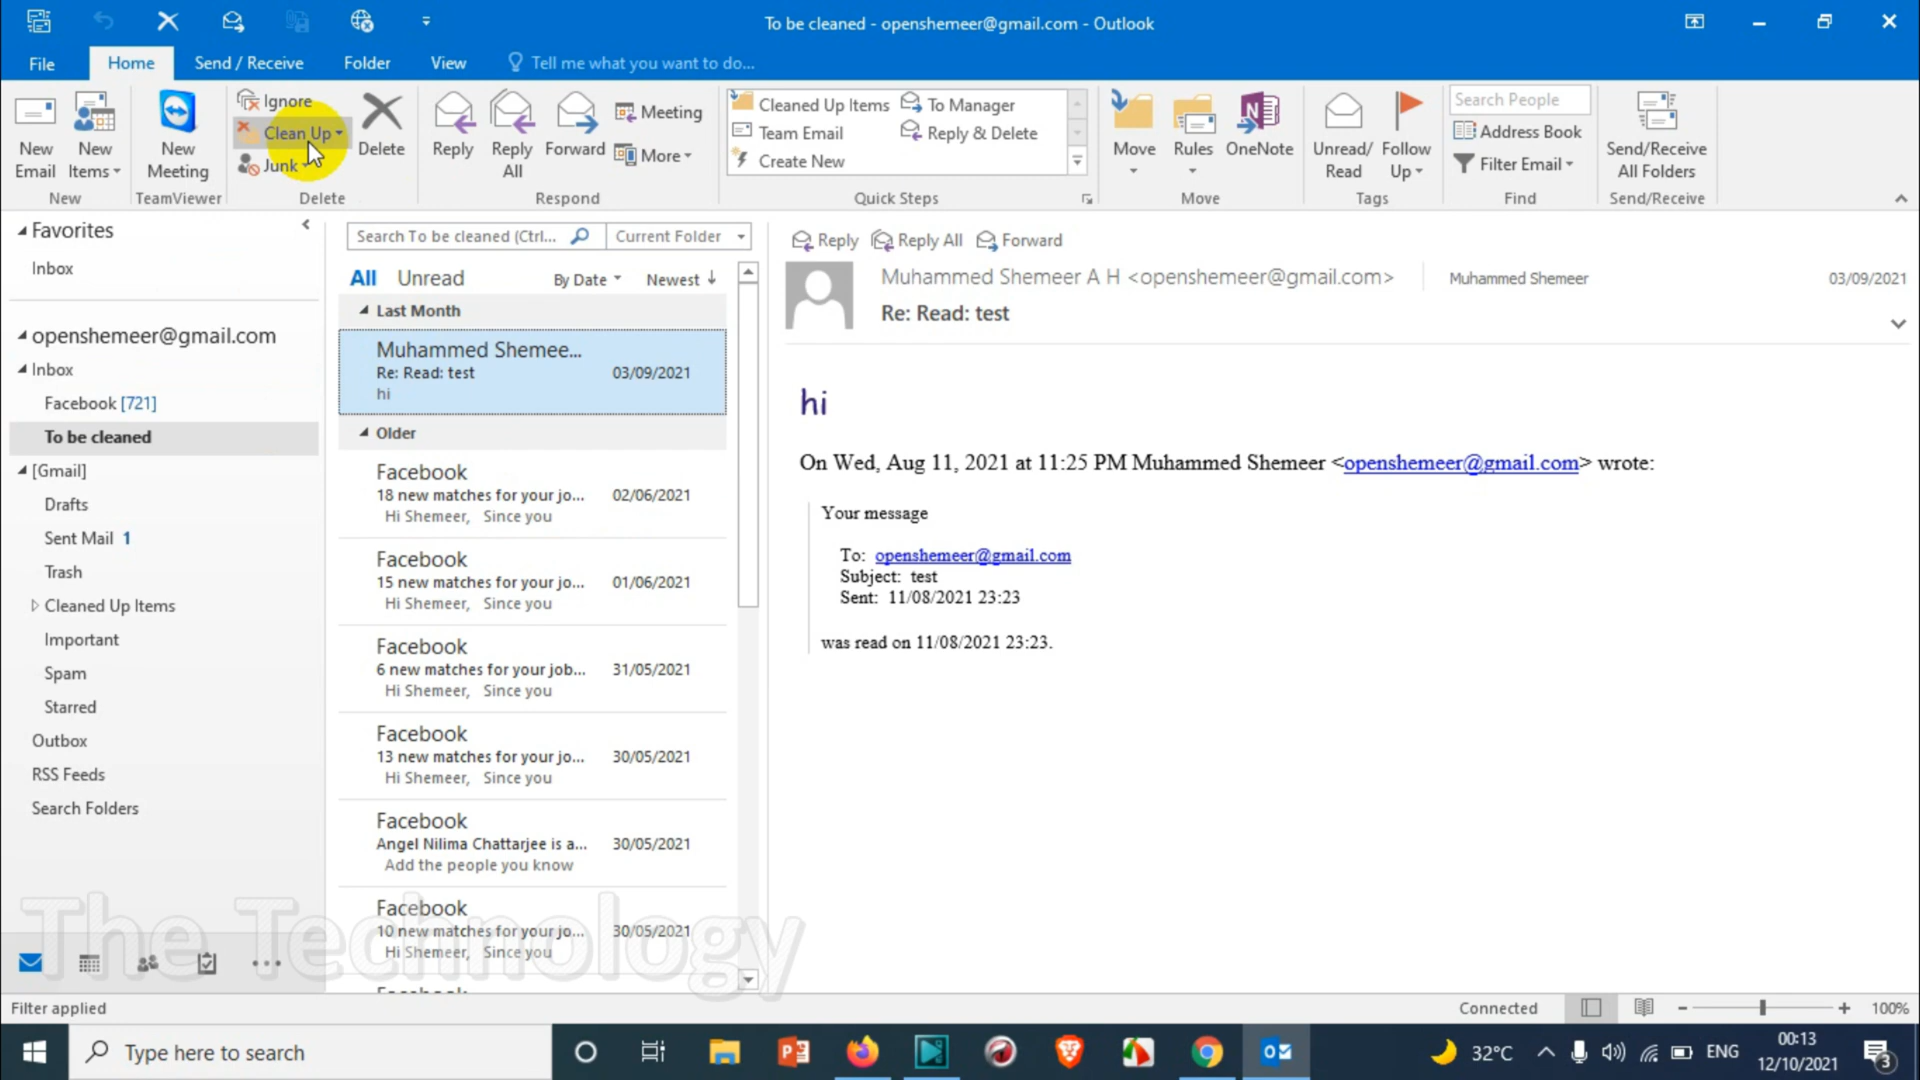 To be cleaned - openshemeer@gmail.com - Outlook
File Home Send / Receive Folder View Tell me what you want to do...
New Email
New Items
New
New Meeting
TeamViewer
Ignore
Clean Up
Junk
Delete
Delete
Reply
Reply All
Forward
Meeting
More
Respond
Cleaned Up Items
Team Email
Create New
To Manager
Reply & Delete
Quick Steps
Move
Rules
OneNote
Move
Unread/ Read
Follow Up
Tags
Search People
Address Book
Filter Email
Find
Send/Receive All Folders
Send/Receive
Favorites
Inbox
openshemeer@gmail.com
Inbox
Facebook [721]
To be cleaned
[Gmail]
Drafts
Sent Mail 1
Trash
Cleaned Up Items
Important
Spam
Starred
Outbox
RSS Feeds
Search Folders
Search To be cleaned (Ctrl... Current Folder
All Unread By Date Newest
Last Month
Muhammed Shemee...
Re: Read: test 03/09/2021
hi
Older
Facebook
18 new matches for your jo... 02/06/2021
Hi Shemeer, Since you
Facebook
15 new matches for your jo... 01/06/2021
Hi Shemeer, Since you
Facebook
6 new matches for your job... 31/05/2021
Hi Shemeer, Since you
Facebook
13 new matches for your jo... 30/05/2021
Hi Shemeer, Since you
Facebook
Angel Nilima Chattarjee is a... 30/05/2021
Add the people you know
Facebook
10 new matches for your jo... 30/05/2021
Hi Shemeer, Since you
Reply Reply All Forward
Muhammed Shemeer A H <openshemeer@gmail.com> Muhammed Shemeer 03/09/2021
Re: Read: test
hi
On Wed, Aug 11, 2021 at 11:25 PM Muhammed Shemeer <openshemeer@gmail.com> wrote:
Your message
To: openshemeer@gmail.com
Subject: test
Sent: 11/08/2021 23:23
was read on 11/08/2021 23:23.
The Technology
Filter applied Connected 100%
Type here to search 32°C ENG 00:13
12/10/2021 3